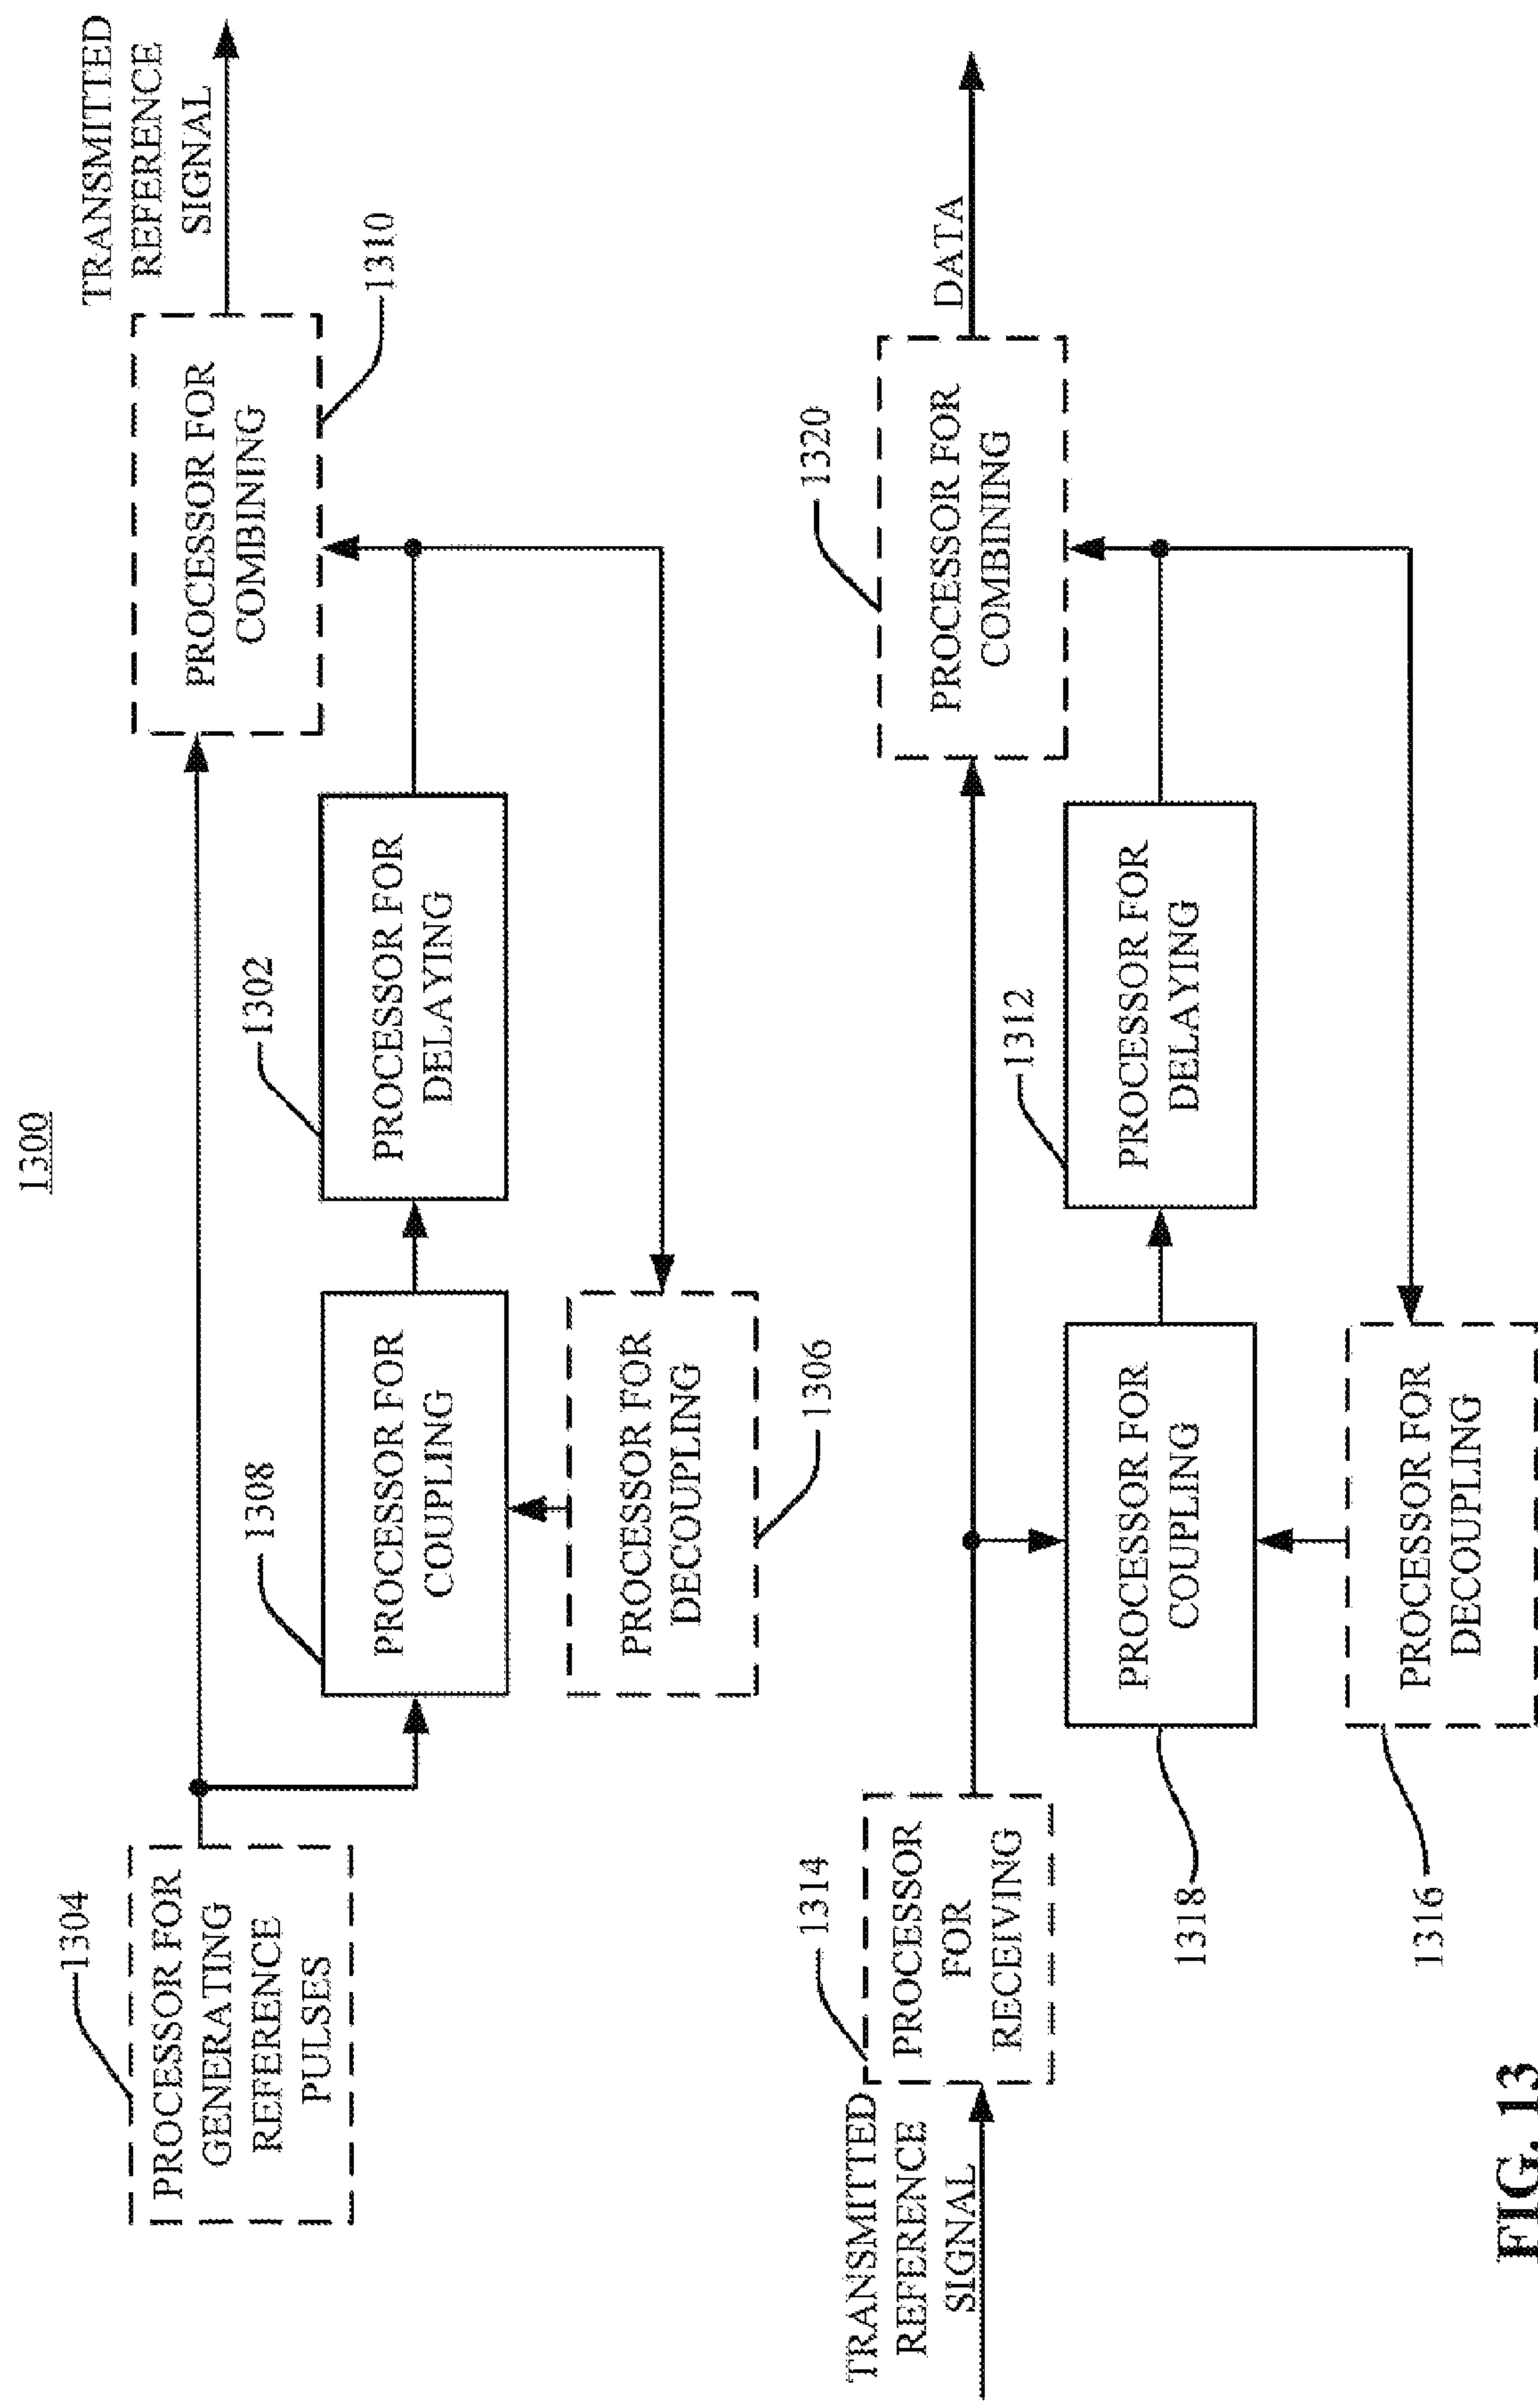 1300
1304
PROCESSOR FOR
GENERATING
REFERENCE
PULSES
1308
PROCESSOR FOR
COUPLING
1302
PROCESSOR FOR
DELAYING
PROCESSOR FOR
COMBINING
1310
TRANSMITTED
REFERENCE
SIGNAL
PROCESSOR FOR
DECOUPLING
1306
TRANSMITTED
REFERENCE
SIGNAL
1314
PROCESSOR
FOR
RECEIVING
1318
PROCESSOR FOR
COUPLING
1312
PROCESSOR FOR
DELAYING
1320
PROCESSOR FOR
COMBINING
DATA
1316
PROCESSOR FOR
DECOUPLING
FIG. 13